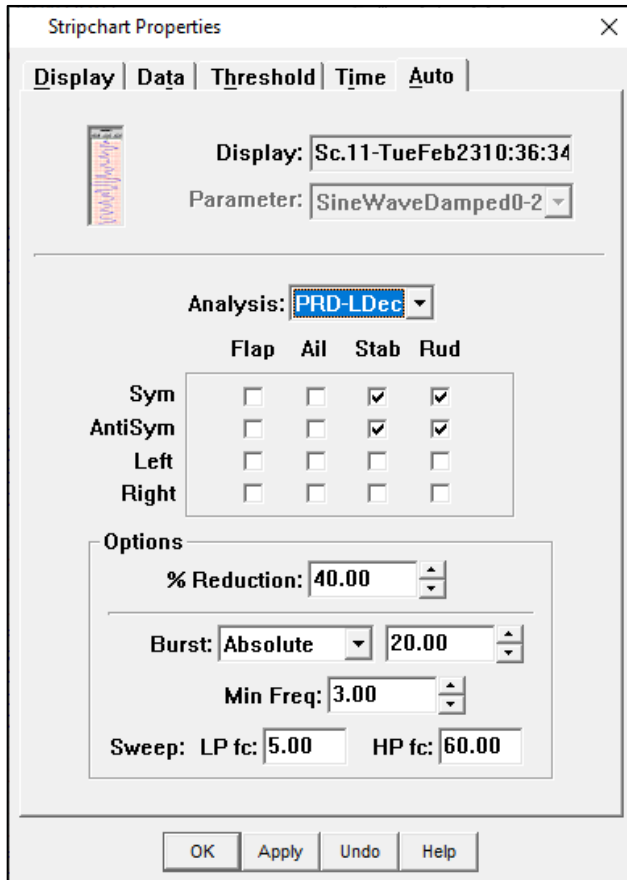 Stripchart Properties
Display Data Threshold Time Auto
Display: Sc.11-TueFeb2310:36:34
Parameter: SineWaveDamped0-2
Analysis: PRD-LDec
Flap Ail Stab Rud
Sym
AntiSym
Left
Right
Options
% Reduction: 40.00
Burst: Absolute 20.00
Min Freq: 3.00
Sweep: LP fc: 5.00 HP fc: 60.00
OK Apply Undo Help